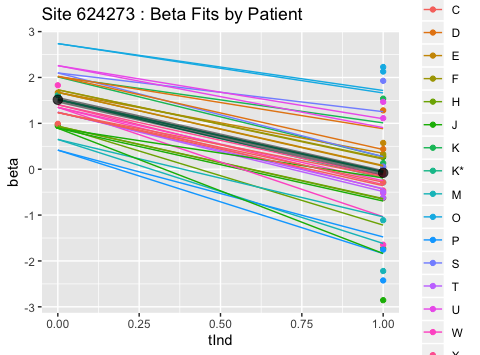 Site 624273 : Beta Fits by Patient
beta
3
2
1
0
-1
-2
-3
0.00
0.25
0.50
0.75
1.00
tInd
C
D
E
F
H
J
K
K*
M
O
P
S
T
U
W